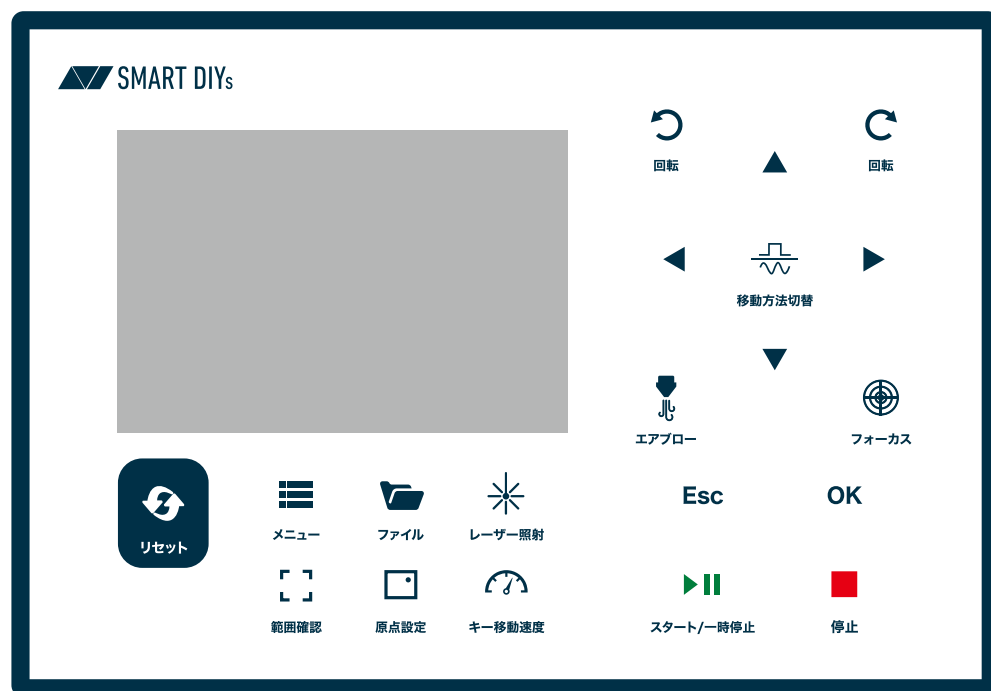 SMART DIYs
回転
回転
移動方法切替
エアブロー
フォーカス
リセット
メニュー
ファイル
レーザー照射
Esc
OK
範囲確認
原点設定
キー移動速度
スタート/一時停止
停止